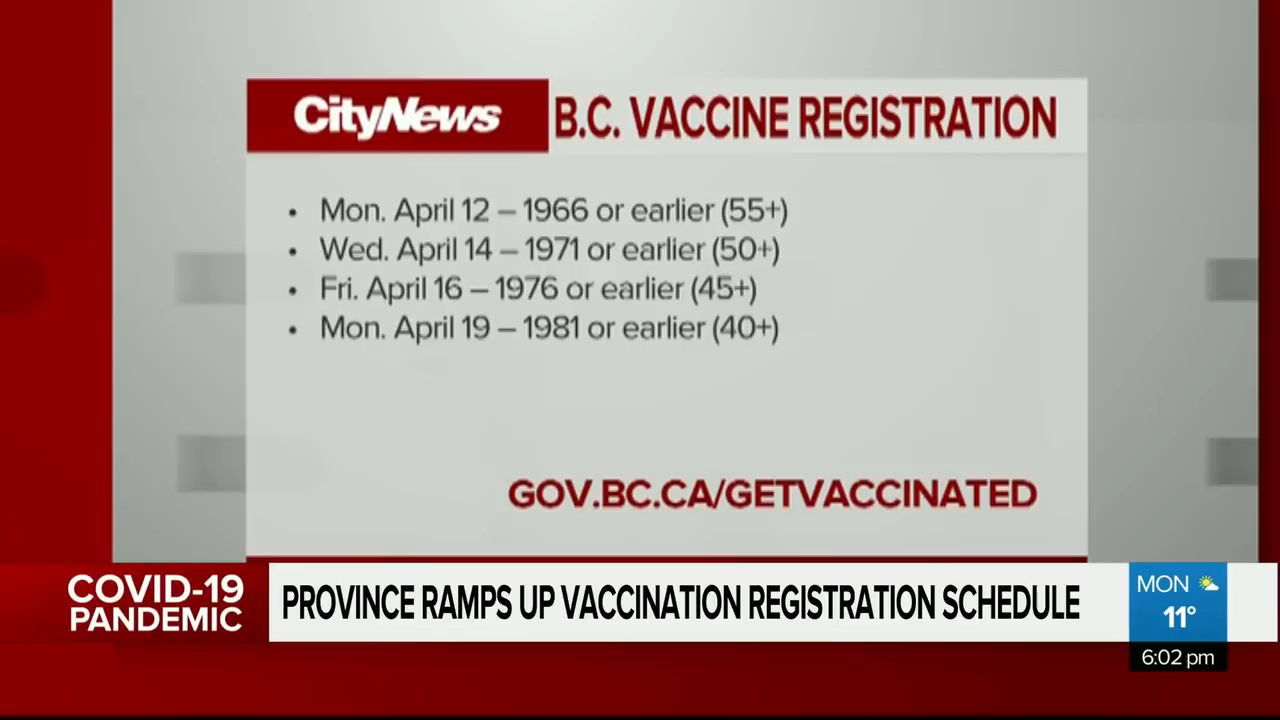 CityNews B.C. VACCINE REGISTRATION
• Mon. April 12 – 1966 or earlier (55+)
• Wed. April 14 – 1971 or earlier (50+)
• Fri. April 16 – 1976 or earlier (45+)
• Mon. April 19 – 1981 or earlier (40+)
GOV.BC.CA/GETVACCINATED
COVID-19
PANDEMIC
PROVINCE RAMPS UP VACCINATION REGISTRATION SCHEDULE
MON
11°
6:02 pm